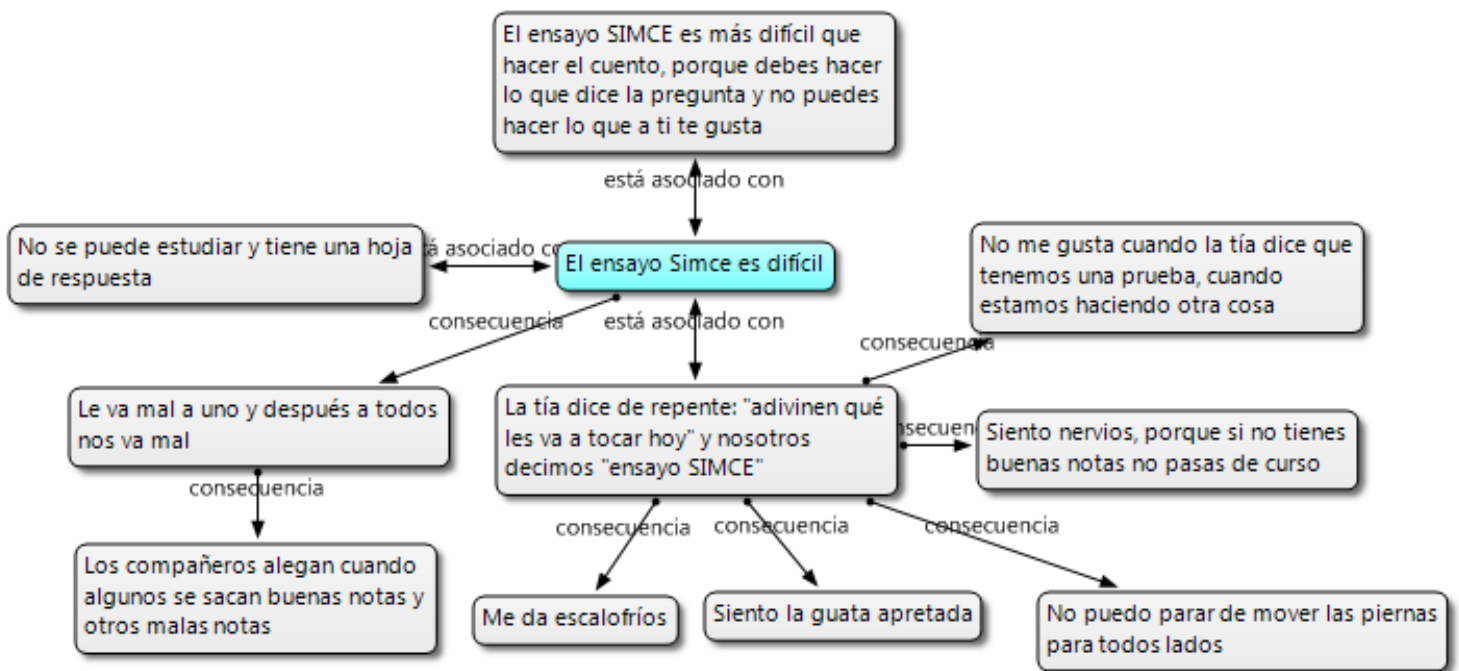 El ensayo SIMCE es más difícil que
hacer el cuento, porque debes hacer
lo que dice la pregunta y no puedes
hacer lo que a ti te gusta
está asociado con
No se puede estudiar y tiene una hoja
de respuesta
tá asociado co
El ensayo Simce es difícil
No me gusta cuando la tía dice que
tenemos una prueba, cuando
estamos haciendo otra cosa
consecuencia
está asociado con
consecuencia
Le va mal a uno y después a todos
nos va mal
La tía dice de repente: "adivinen qué
les va a tocar hoy" y nosotros
decimos "ensayo SIMCE"
nsecuenc
Siento nervios, porque si no tienes
buenas notas no pasas de curso
consecuencia
consecuencia
consecuencia
consecuencia
Los compañeros alegan cuando
algunos se sacan buenas notas y
otros malas notas
Me da escalofríos
Siento la guata apretada
No puedo parar de mover las piernas
para todos lados